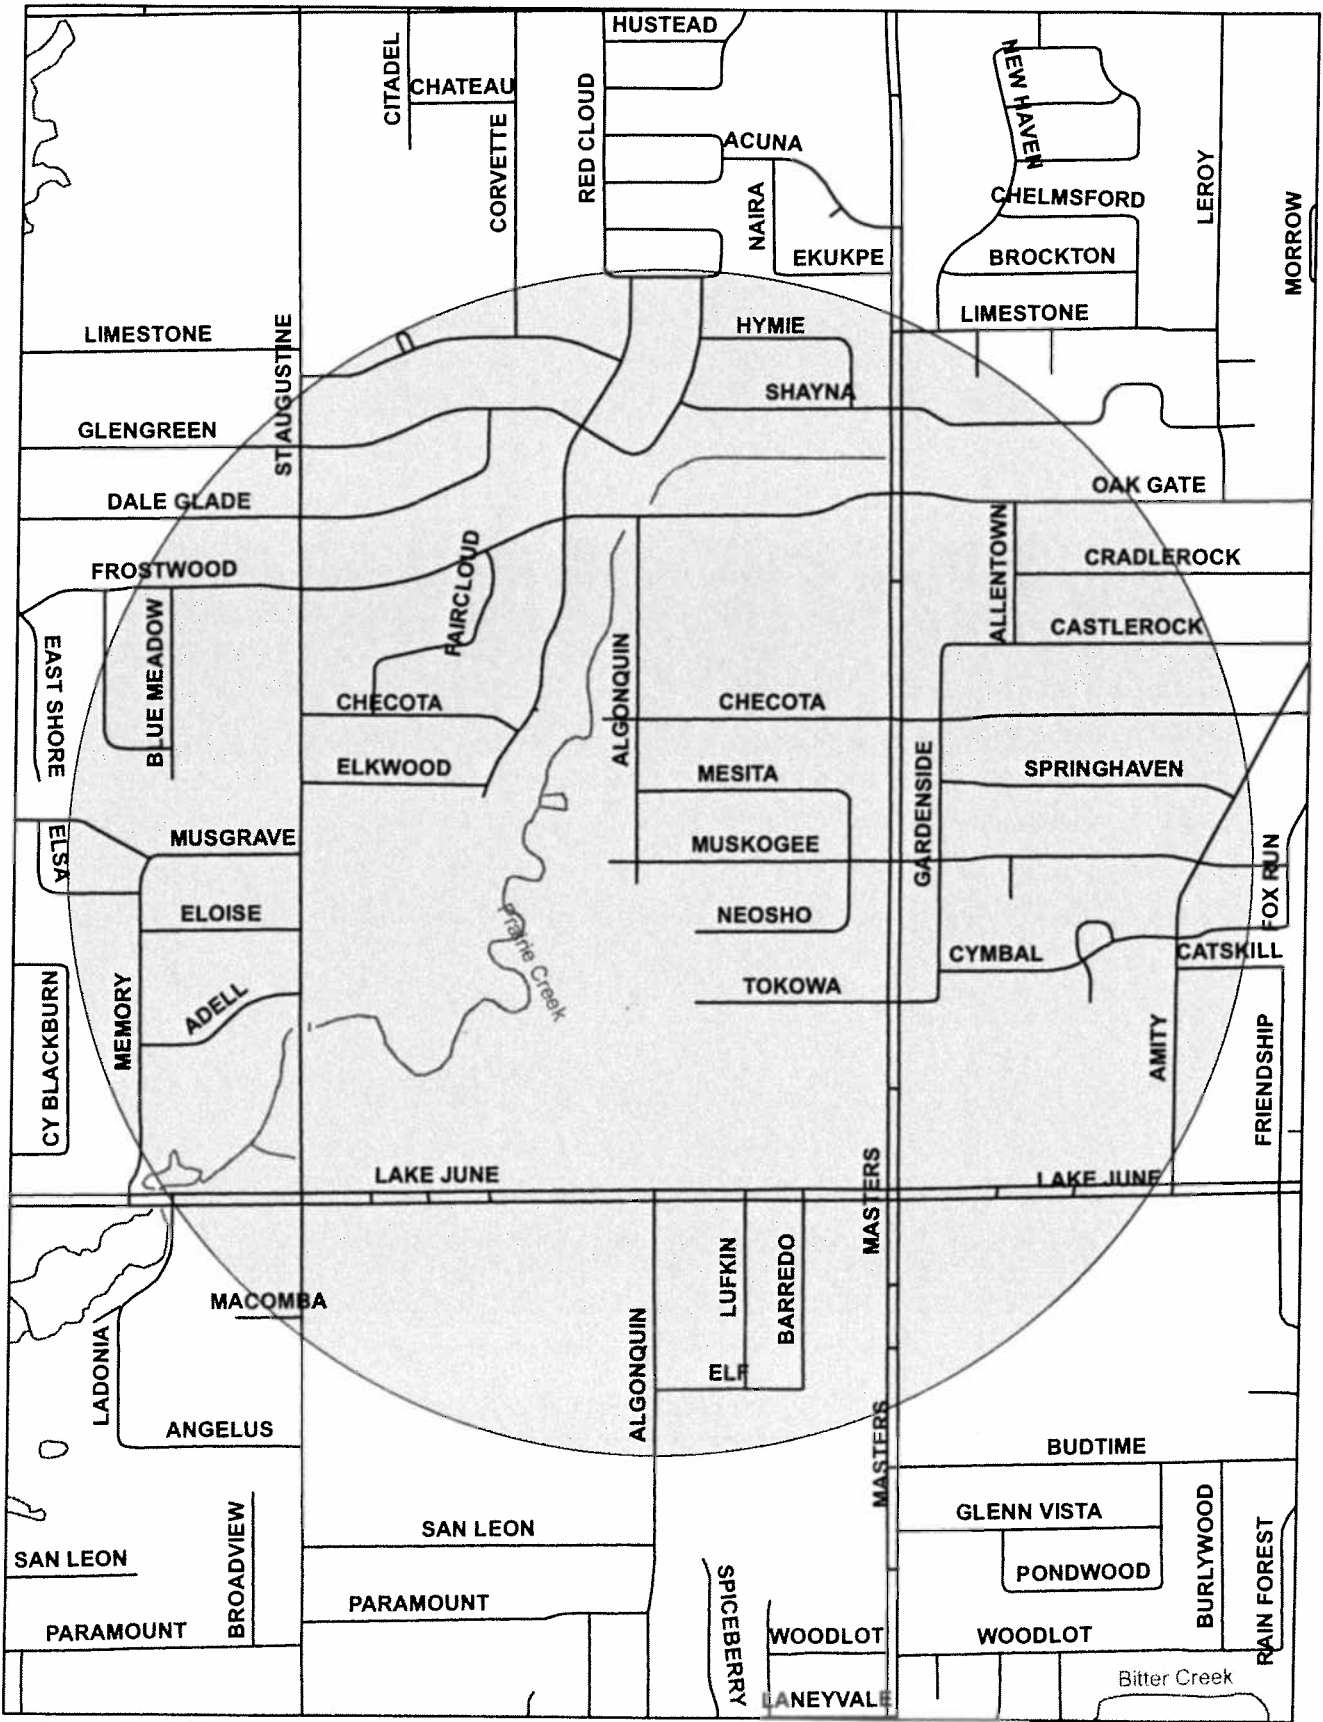 HUSTEAD
CITADEL
CHATEAU
CORVETTE
RED CLOUD
ACUNA
NAIRA
EKUKPE
NEW HAVEN
CHELMSFORD
BROCKTON
LIMESTONE
LEROY
MORROW
LIMESTONE
ST AUGUSTINE
HYMIE
SHAYNA
GLENGREEN
DALE GLADE
OAK GATE
FROSTWOOD
FAIRCLOUD
ALLENTOWN
CRADLEROCK
CASTLEROCK
EAST SHORE
BLUE MEADOW
CHECOTA
ALGONQUIN
CHECOTA
ELKWOOD
MESITA
GARDENSIDE
SPRINGHAVEN
ELSA
MUSGRAVE
MUSKOGEE
FOX RUN
ELOISE
NEOSHO
Prairie Creek
CYMBAL
CATSKILL
CY BLACKBURN
MEMORY
ADELL
TOKOWA
AMITY
FRIENDSHIP
LAKE JUNE
MASTERS
LAKE JUNE
LUFKIN
BARREDO
MACOMBA
LADONIA
ALGONQUIN
ELF
ANGELUS
MASTERS
BUDTIME
GLENN VISTA
BURLYWOOD
RAIN FOREST
SAN LEON
SAN LEON
BROADVIEW
PONDWOOD
SPICEBERRY
PARAMOUNT
PARAMOUNT
WOODLOT
WOODLOT
Bitter Creek
LANEYVALE